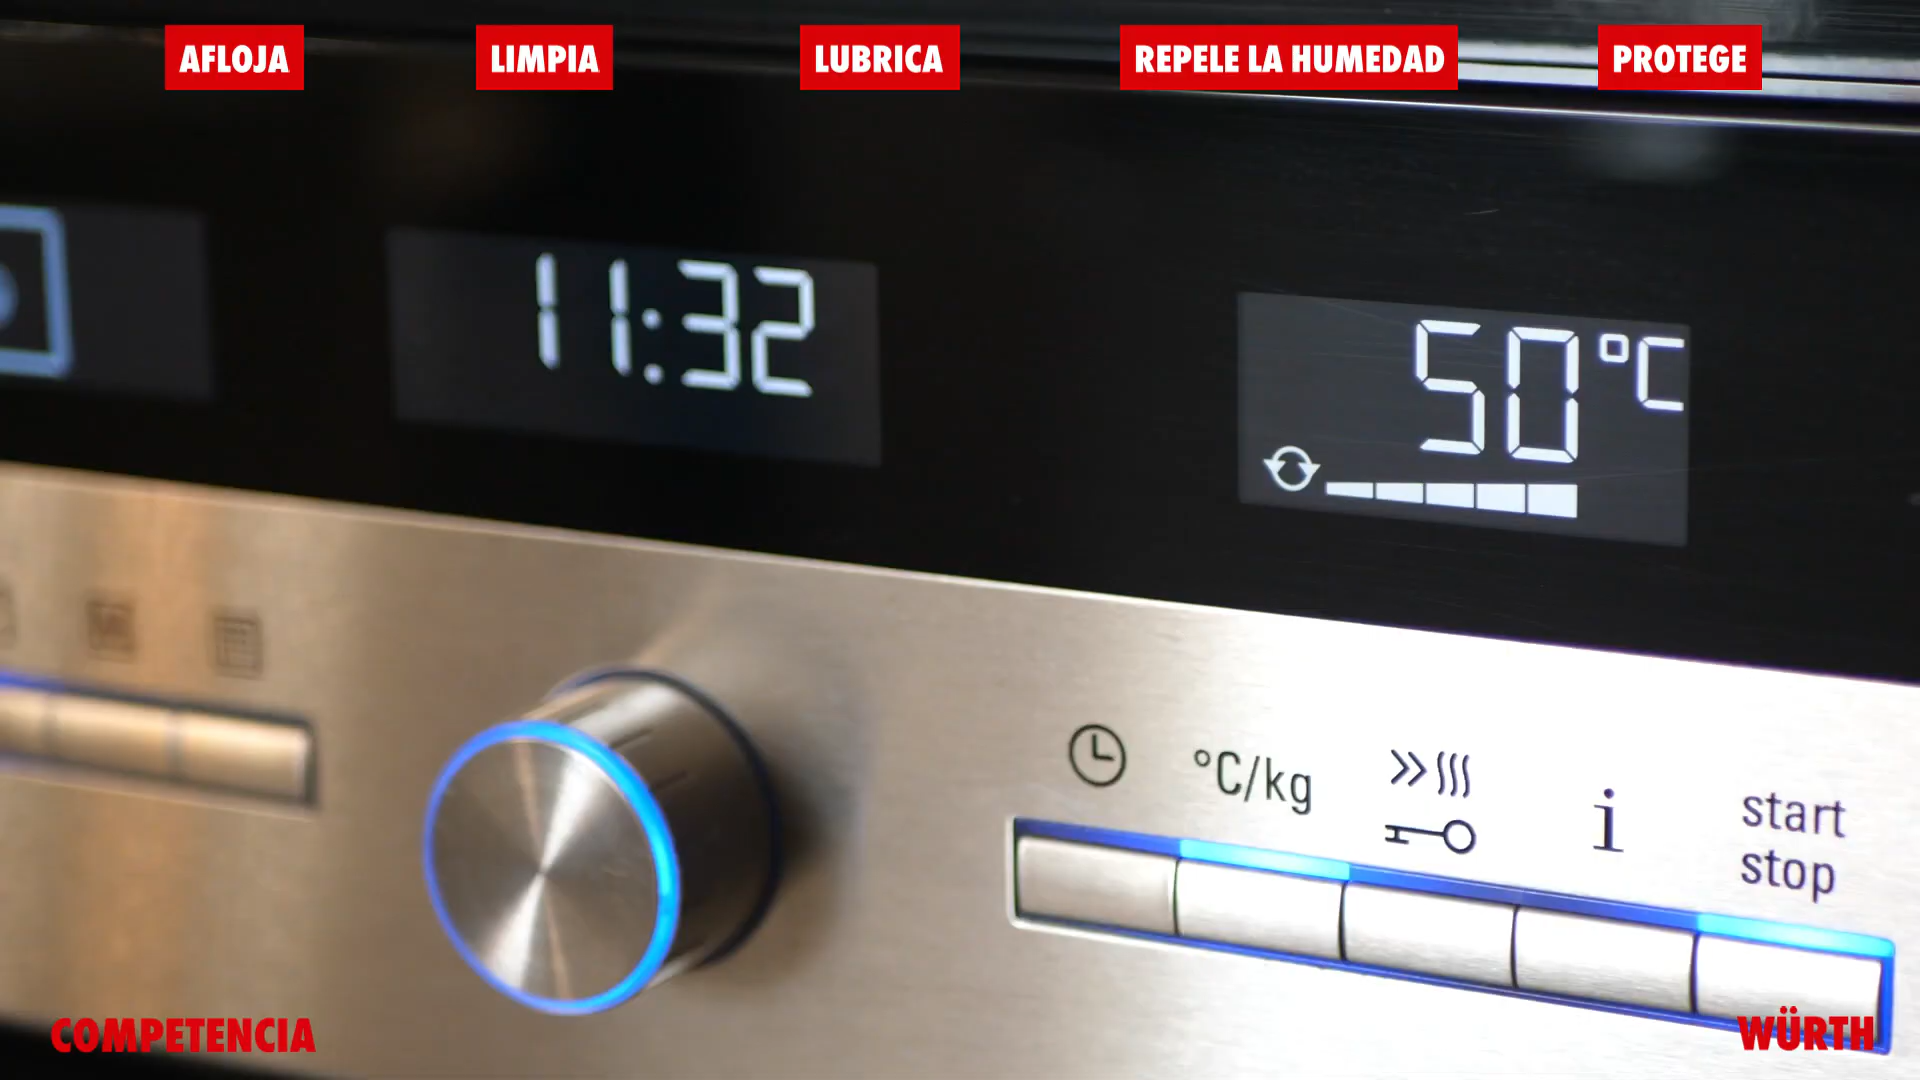 AFLOJA
LIMPIA
LUBRICA
REPELE LA HUMEDAD
PROTEGE
11:32
50 °C
°C/kg
i
start
stop
COMPETENCIA
WÜRTH